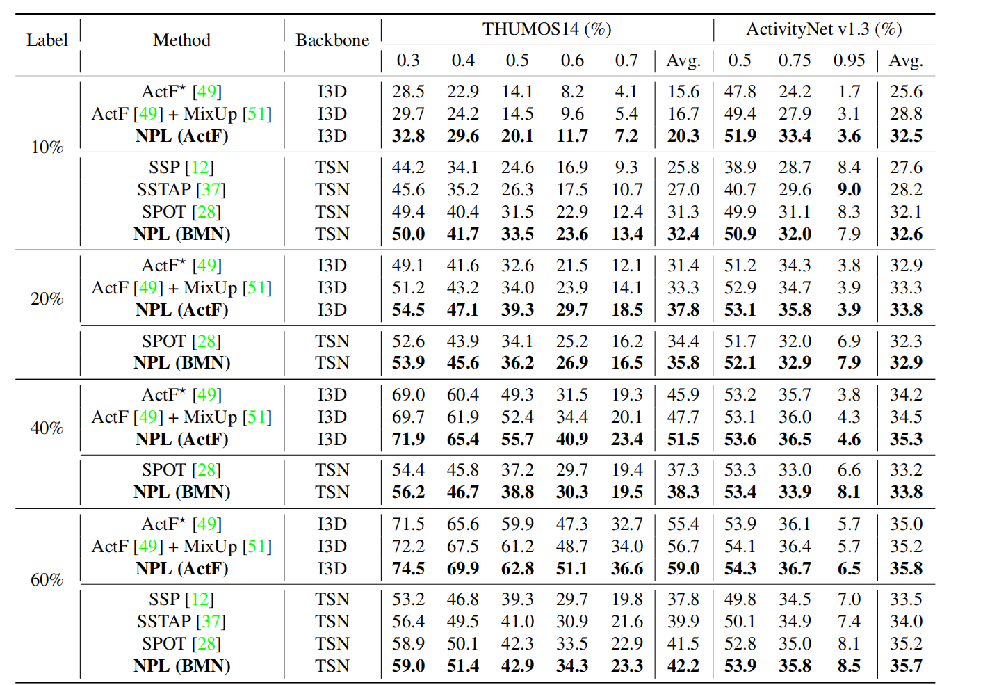 Label Method Backbone THUMOS14 (%) ActivityNet v1.3 (%)
0.3 0.4 0.5 0.6 0.7 Avg. 0.5 0.75 0.95 Avg.
10%
ActF⋆ [49] I3D 28.5 22.9 14.1 8.2 4.1 15.6 47.8 24.2 1.7 25.6
ActF [49] + MixUp [51] I3D 29.7 24.2 14.5 9.6 5.4 16.7 49.4 27.9 3.1 28.8
NPL (ActF) I3D 32.8 29.6 20.1 11.7 7.2 20.3 51.9 33.4 3.6 32.5
SSP [12] TSN 44.2 34.1 24.6 16.9 9.3 25.8 38.9 28.7 8.4 27.6
SSTAP [37] TSN 45.6 35.2 26.3 17.5 10.7 27.0 40.7 29.6 9.0 28.2
SPOT [28] TSN 49.4 40.4 31.5 22.9 12.4 31.3 49.9 31.1 8.3 32.1
NPL (BMN) TSN 50.0 41.7 33.5 23.6 13.4 32.4 50.9 32.0 7.9 32.6
20%
ActF⋆ [49] I3D 49.1 41.6 32.6 21.5 12.1 31.4 51.2 34.3 3.8 32.9
ActF [49] + MixUp [51] I3D 51.2 43.2 34.0 23.9 14.1 33.3 52.9 34.7 3.9 33.3
NPL (ActF) I3D 54.5 47.1 39.3 29.7 18.5 37.8 53.1 35.8 3.9 33.8
SPOT [28] TSN 52.6 43.9 34.1 25.2 16.2 34.4 51.7 32.0 6.9 32.3
NPL (BMN) TSN 53.9 45.6 36.2 26.9 16.5 35.8 52.1 32.9 7.9 32.9
40%
ActF⋆ [49] I3D 69.0 60.4 49.3 31.5 19.3 45.9 53.2 35.7 3.8 34.2
ActF [49] + MixUp [51] I3D 69.7 61.9 52.4 34.4 20.1 47.7 53.1 36.0 4.3 34.5
NPL (ActF) I3D 71.9 65.4 55.7 40.9 23.4 51.5 53.6 36.5 4.6 35.3
SPOT [28] TSN 54.4 45.8 37.2 29.7 19.4 37.3 53.3 33.0 6.6 33.2
NPL (BMN) TSN 56.2 46.7 38.8 30.3 19.5 38.3 53.4 33.9 8.1 33.8
60%
ActF⋆ [49] I3D 71.5 65.6 59.9 47.3 32.7 55.4 53.9 36.1 5.7 35.0
ActF [49] + MixUp [51] I3D 72.2 67.5 61.2 48.7 34.0 56.7 54.1 36.4 5.7 35.2
NPL (ActF) I3D 74.5 69.9 62.8 51.1 36.6 59.0 54.3 36.7 6.5 35.8
SSP [12] TSN 53.2 46.8 39.3 29.7 19.8 37.8 49.8 34.5 7.0 33.5
SSTAP [37] TSN 56.4 49.5 41.0 30.9 21.6 39.9 50.1 34.9 7.4 34.0
SPOT [28] TSN 58.9 50.1 42.3 33.5 22.9 41.5 52.8 35.0 8.1 35.2
NPL (BMN) TSN 59.0 51.4 42.9 34.3 23.3 42.2 53.9 35.8 8.5 35.7